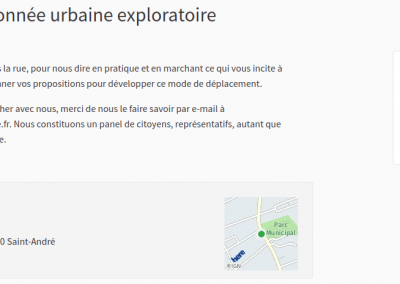 onnée urbaine exploratoire
s la rue, pour nous dire en pratique et en marchant ce qui vous incite à
nner vos propositions pour développer ce mode de déplacement.
her avec nous, merci de nous le faire savoir par e-mail à
e.fr. Nous constituons un panel de citoyens, représentatifs, autant que
e.
Parc
Municipal
0 Saint-André
here
© IGN